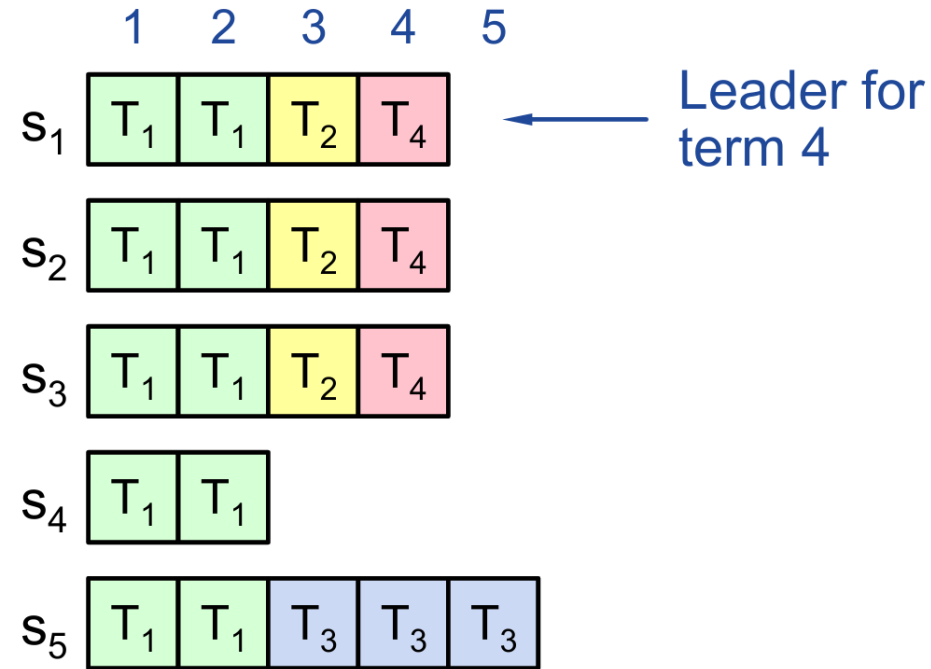 1 2 3 4 5
s₁ T₁ T₁ T₂ T₄
Leader for
term 4
s₂ T₁ T₁ T₂ T₄
s₃ T₁ T₁ T₂ T₄
s₄ T₁ T₁
s₅ T₁ T₁ T₃ T₃ T₃